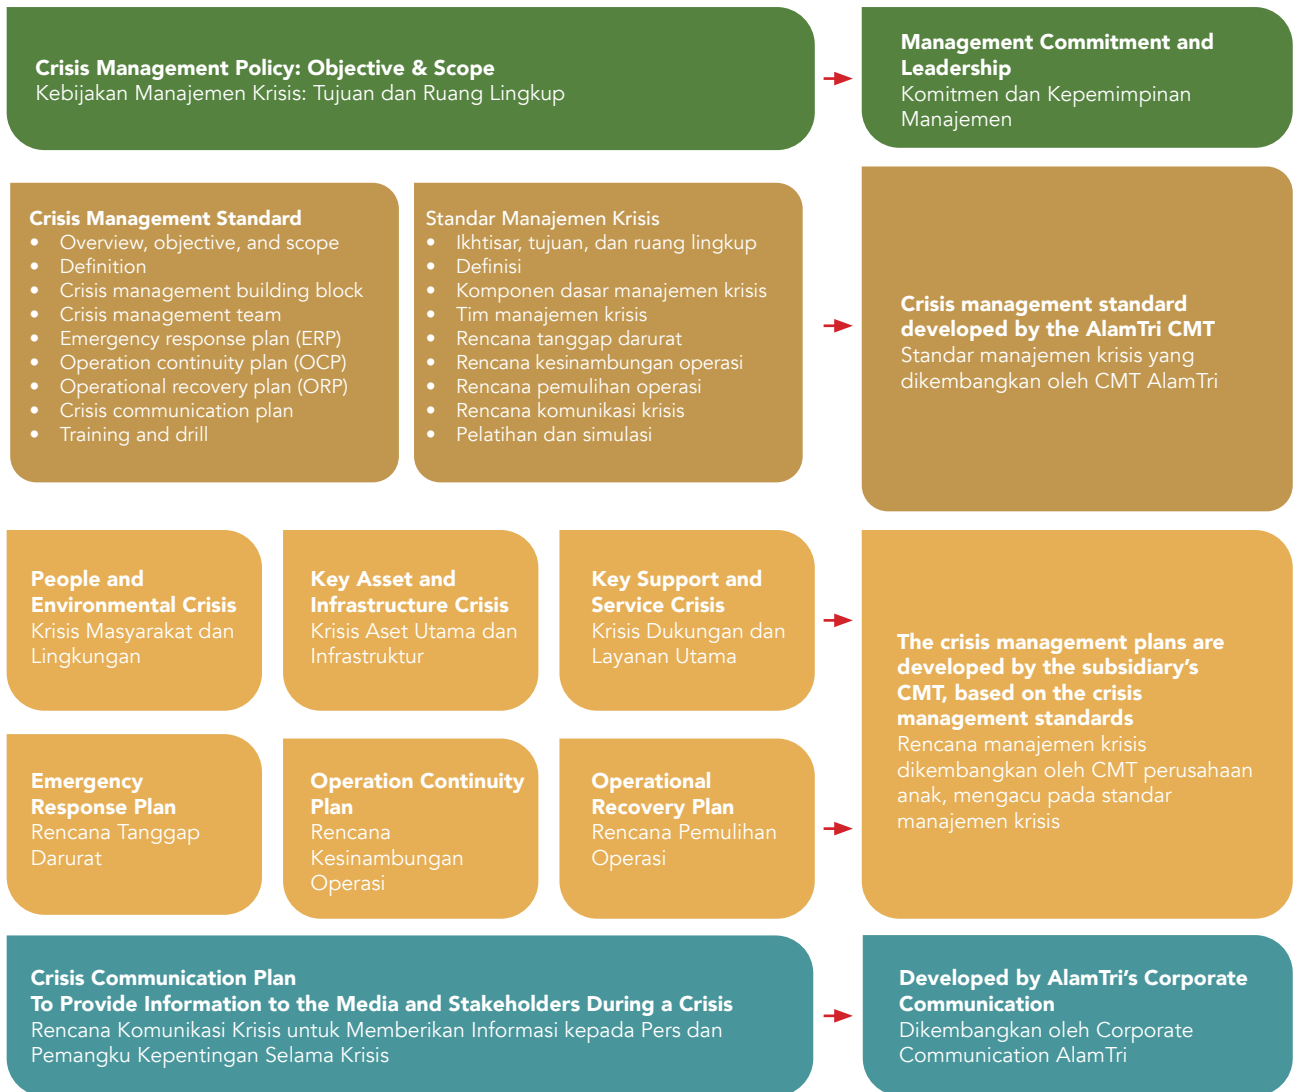 Crisis Management Policy: Objective & Scope
Kebijakan Manajemen Krisis: Tujuan dan Ruang Lingkup
Management Commitment and
Leadership
Komitmen dan Kepemimpinan
Manajemen
Crisis Management Standard
• Overview, objective, and scope
• Definition
• Crisis management building block
• Crisis management team
• Emergency response plan (ERP)
• Operation continuity plan (OCP)
• Operational recovery plan (ORP)
• Crisis communication plan
• Training and drill
Standar Manajemen Krisis
• Ikhtisar, tujuan, dan ruang lingkup
• Definisi
• Komponen dasar manajemen krisis
• Tim manajemen krisis
• Rencana tanggap darurat
• Rencana kesinambungan operasi
• Rencana pemulihan operasi
• Rencana komunikasi krisis
• Pelatihan dan simulasi
Crisis management standard
developed by the AlamTri CMT
Standar manajemen krisis yang
dikembangkan oleh CMT AlamTri
People and
Environmental Crisis
Krisis Masyarakat dan
Lingkungan
Key Asset and
Infrastructure Crisis
Krisis Aset Utama dan
Infrastruktur
Key Support and
Service Crisis
Krisis Dukungan dan
Layanan Utama
Emergency
Response Plan
Rencana Tanggap
Darurat
Operation Continuity
Plan
Rencana
Kesinambungan
Operasi
Operational
Recovery Plan
Rencana Pemulihan
Operasi
The crisis management plans are
developed by the subsidiary's
CMT, based on the crisis
management standards
Rencana manajemen krisis
dikembangkan oleh CMT perusahaan
anak, mengacu pada standar
manajemen krisis
Crisis Communication Plan
To Provide Information to the Media and Stakeholders During a Crisis
Rencana Komunikasi Krisis untuk Memberikan Informasi kepada Pers dan
Pemangku Kepentingan Selama Krisis
Developed by AlamTri's Corporate
Communication
Dikembangkan oleh Corporate
Communication AlamTri